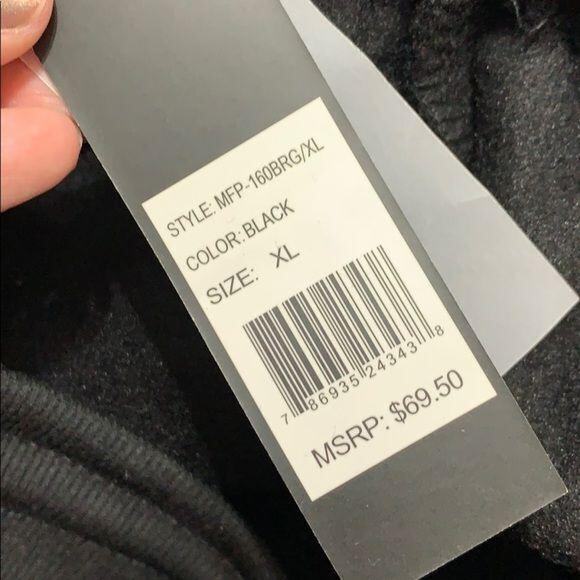 STYLE: MFP-160BRG/XL
COLOR: BLACK
SIZE: XL
7 86935 24343 8
MSRP: $69.50